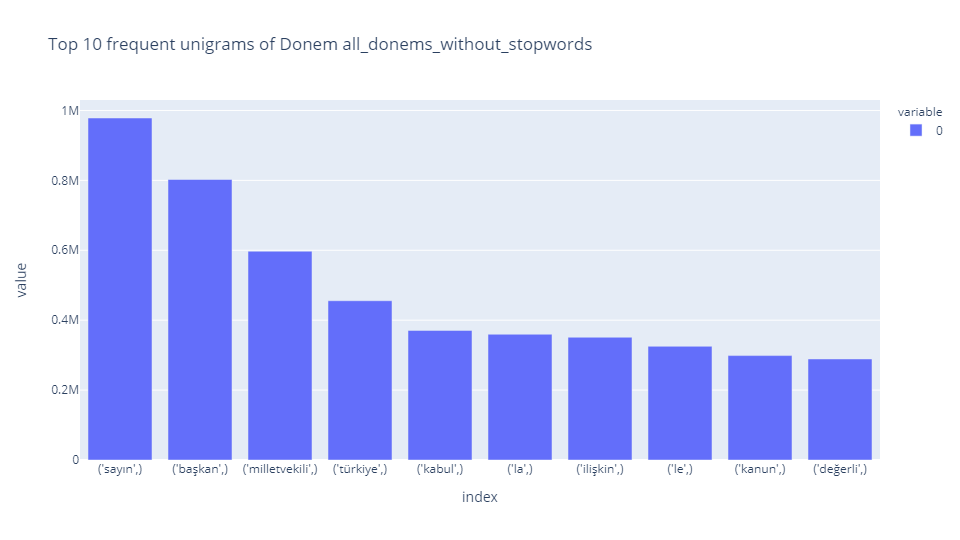 Top 10 frequent unigrams of Donem all_donems_without_stopwords
variable
0
value
1M
0.8M
0.6M
0.4M
0.2M
0
('sayın',) ('başkan',) ('milletvekili',) ('türkiye',) ('kabul',) ('la',) ('ilişkin',) ('le',) ('kanun',) ('değerli',)
index